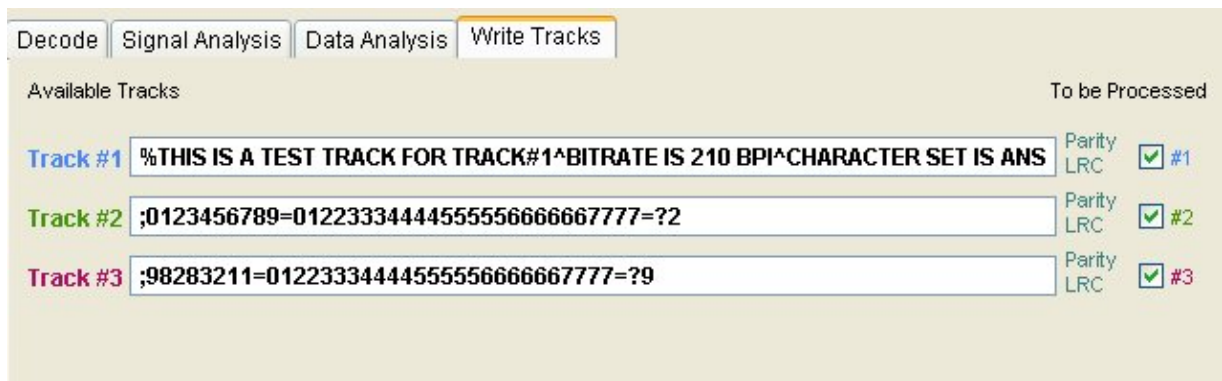 Decode Signal Analysis Data Analysis Write Tracks
Available Tracks To be Processed
Track #1 %THIS IS A TEST TRACK FOR TRACK#1^BITRATE IS 210 BPI^CHARACTER SET IS ANS Parity LRC #1
Track #2 ;0123456789=01223334444555556666667777=?2 Parity LRC #2
Track #3 ;98283211=01223334444555556666667777=?9 Parity LRC #3